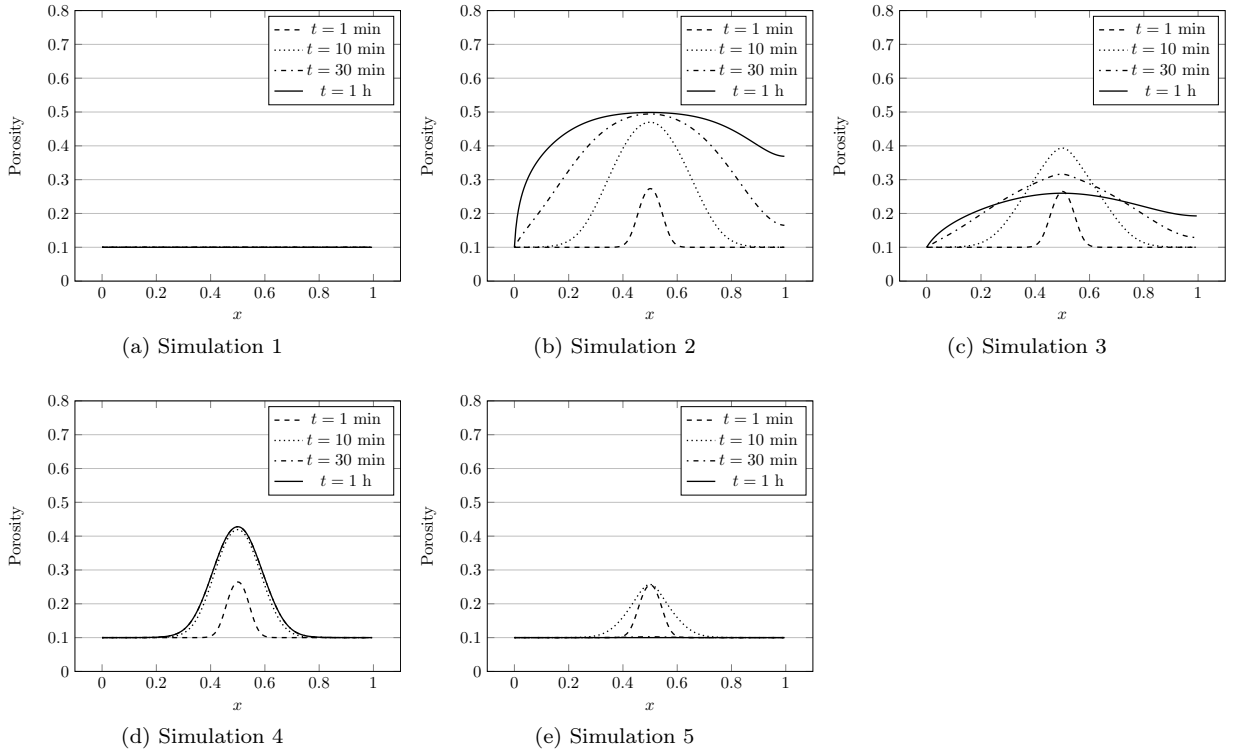 0.8
0.7
0.6
0.5
0.4
0.3
0.2
0.1
0
Porosity
t = 1 min
t = 10 min
t = 30 min
t = 1 h
0 0.2 0.4 0.6 0.8 1
x
(a) Simulation 1
0.8
0.7
0.6
0.5
0.4
0.3
0.2
0.1
0
Porosity
t = 1 min
t = 10 min
t = 30 min
t = 1 h
0 0.2 0.4 0.6 0.8 1
x
(b) Simulation 2
0.8
0.7
0.6
0.5
0.4
0.3
0.2
0.1
0
Porosity
t = 1 min
t = 10 min
t = 30 min
t = 1 h
0 0.2 0.4 0.6 0.8 1
x
(c) Simulation 3
0.8
0.7
0.6
0.5
0.4
0.3
0.2
0.1
0
Porosity
t = 1 min
t = 10 min
t = 30 min
t = 1 h
0 0.2 0.4 0.6 0.8 1
x
(d) Simulation 4
0.8
0.7
0.6
0.5
0.4
0.3
0.2
0.1
0
Porosity
t = 1 min
t = 10 min
t = 30 min
t = 1 h
0 0.2 0.4 0.6 0.8 1
x
(e) Simulation 5